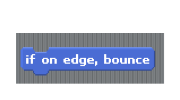 if on edge, bounce